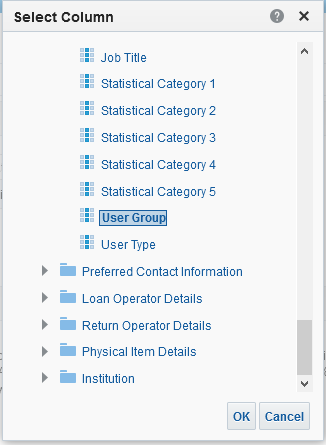 Select Column
Job Title
Statistical Category 1
Statistical Category 2
Statistical Category 3
Statistical Category 4
Statistical Category 5
User Group
User Type
Preferred Contact Information
Loan Operator Details
Return Operator Details
Physical Item Details
Institution
OK Cancel